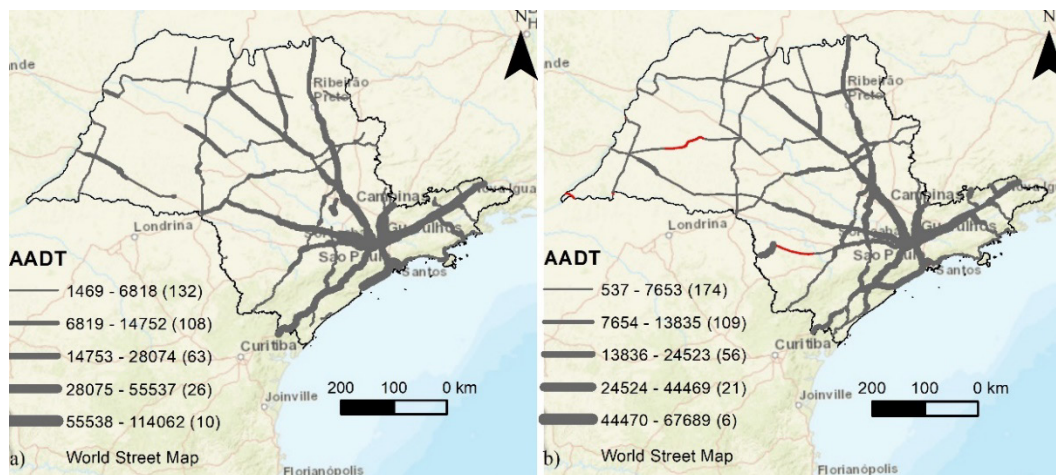 N
Ribeirão
Preto
Campinas
Guarulhos
São Paulo
Santos
Londrina
AADT
1469 - 6818 (132)
6819 - 14752 (108)
14753 - 28074 (63)
28075 - 55537 (26)
55538 - 114062 (10)
Curitiba
200 100 0 km
Joinville
a) World Street Map
Florianópolis
N
Ribeirão
Preto
Campinas
Guarulhos
São Paulo
Santos
Londrina
AADT
537 - 7653 (174)
7654 - 13835 (109)
13836 - 24523 (56)
24524 - 44469 (21)
44470 - 67689 (6)
Curitiba
200 100 0 km
Joinville
b) World Street Map
Florianópolis